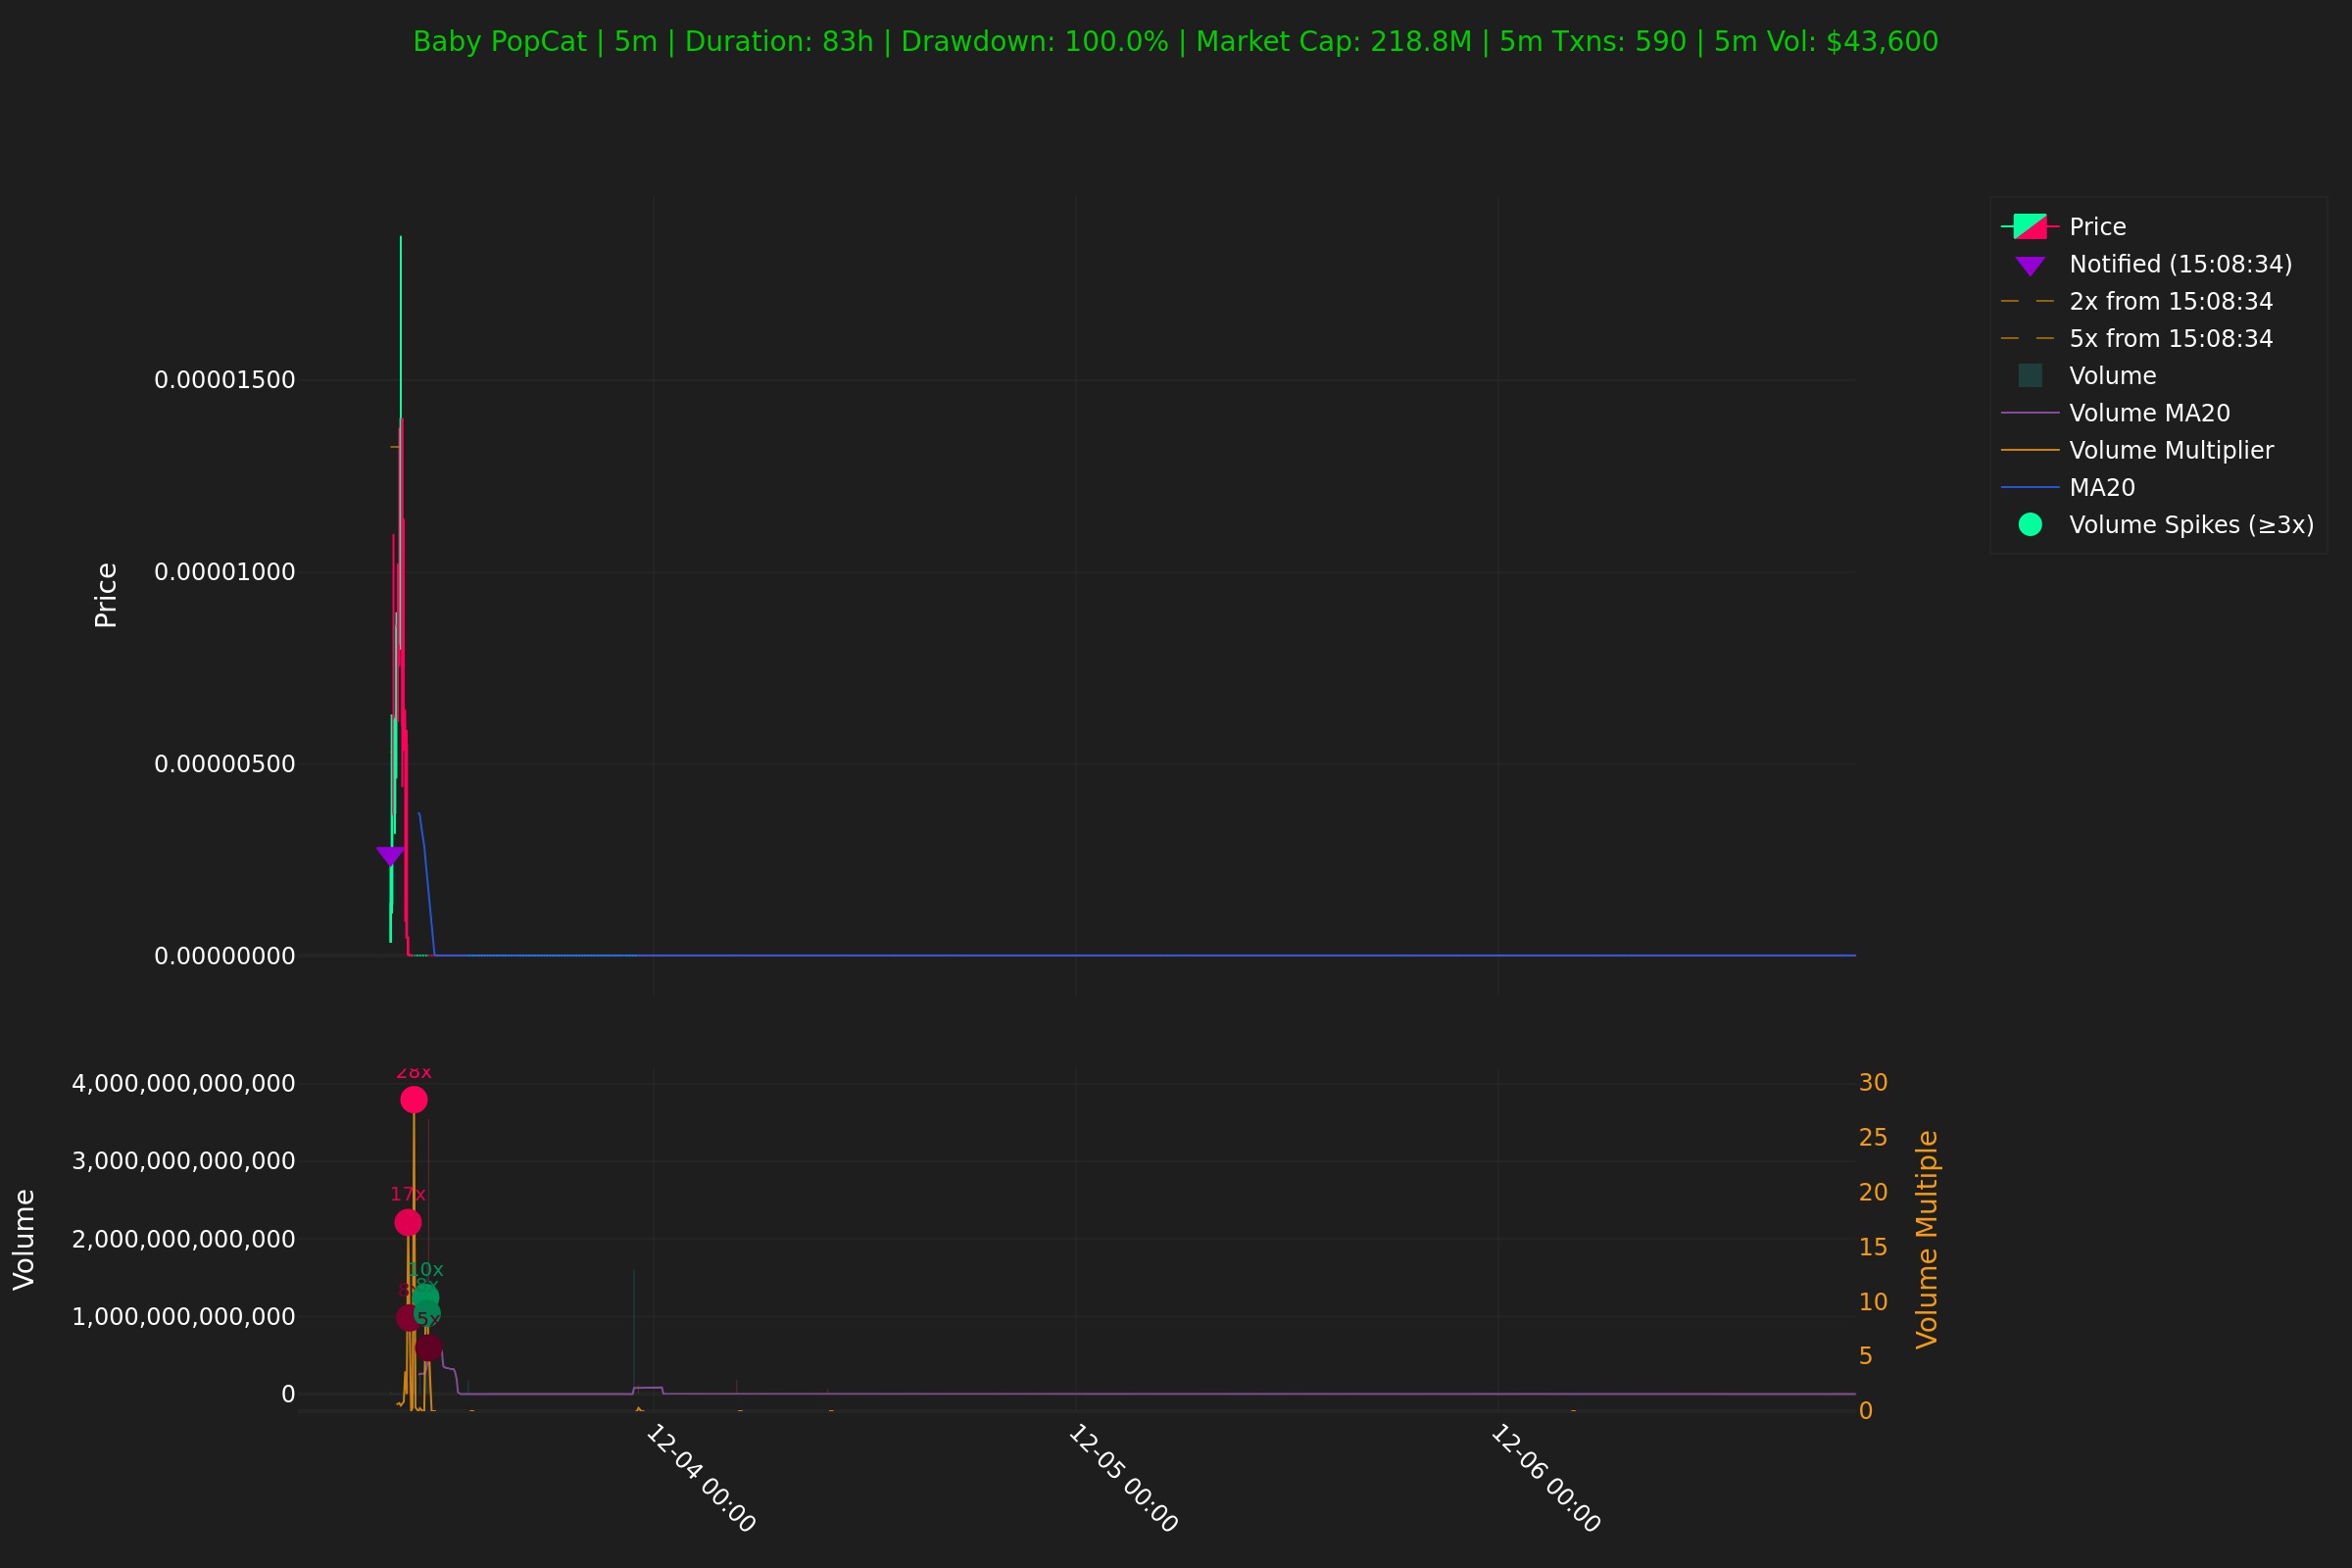 Baby PopCat | 5m | Duration: 83h | Drawdown: 100.0% | Market Cap: 218.8M | 5m Txns: 590 | 5m Vol: $43,600
Price
0.00001500
0.00001000
0.00000500
0.00000000
Price
Notified (15:08:34)
2x from 15:08:34
5x from 15:08:34
Volume
Volume MA20
Volume Multiplier
MA20
Volume Spikes (≥3x)
Volume
4,000,000,000,000
3,000,000,000,000
2,000,000,000,000
1,000,000,000,000
0
28x
17x
10x
8x
5x
30
25
20
15
10
5
0
Volume Multiple
12-04 00:00
12-05 00:00
12-06 00:00